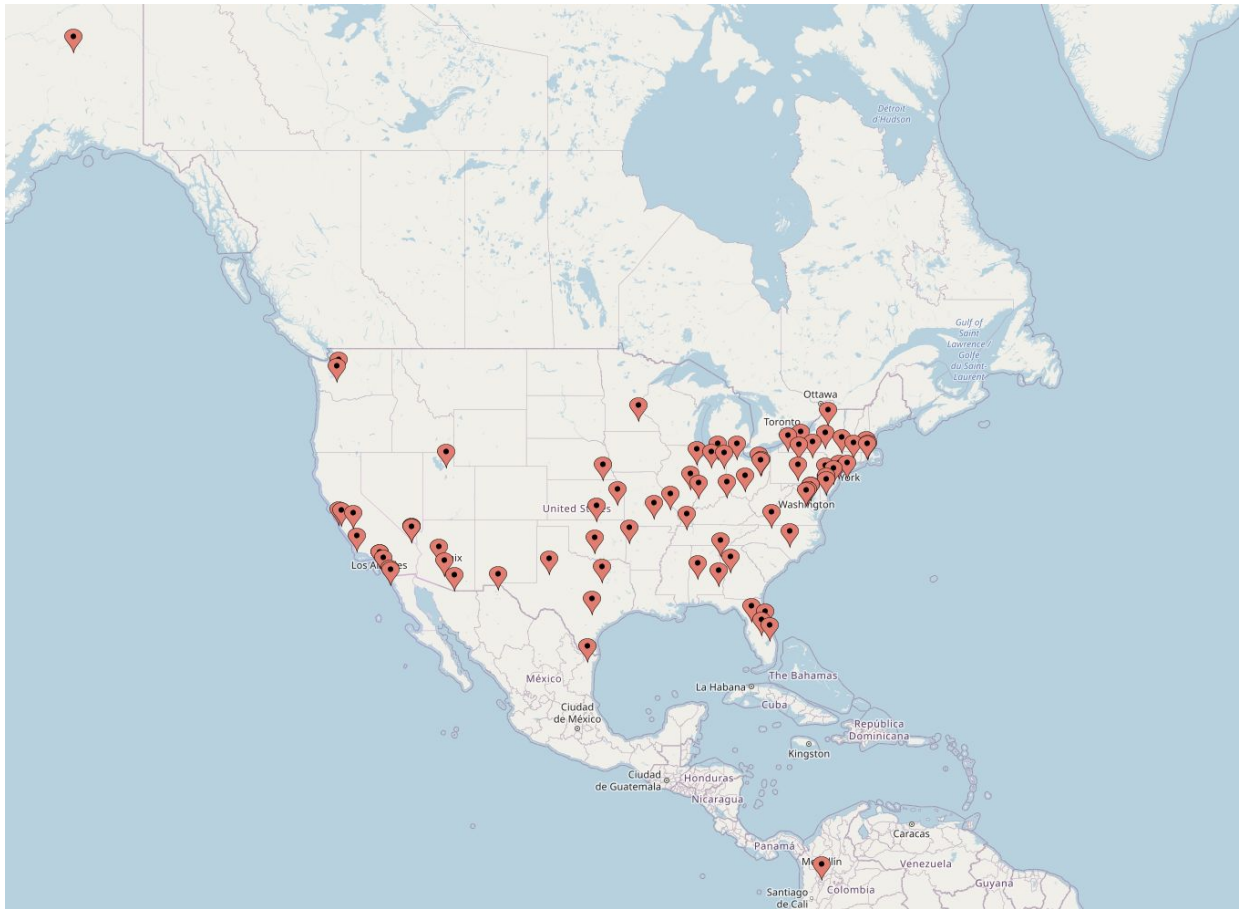 Détroit
d'Hudson
Gulf of
Saint
Lawrence /
Golfe
du Saint
Laurent
Ottawa
Toronto
York
Washington
United States
Los Angeles
nix
México
Ciudad
de México
La Habana
Cuba
The Bahamas
República
Dominicana
Kingston
Ciudad
de Guatemala
Honduras
Nicaragua
Panamá
Caracas
Medellín
Venezuela
Colombia
Guyana
Santiago
de Cali